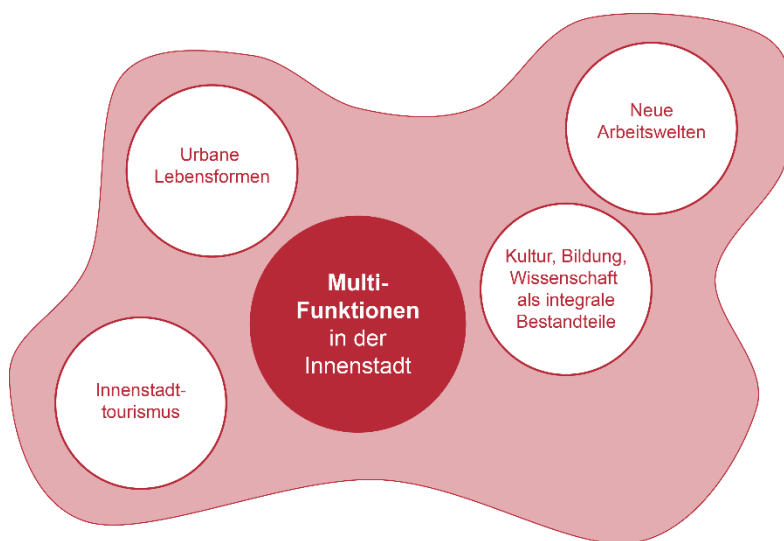 Urbane
Lebensformen
Neue
Arbeitswelten
Multi-
Funktionen
in der
Innenstadt
Kultur, Bildung,
Wissenschaft
als integrale
Bestandteile
Innenstadt-
tourismus